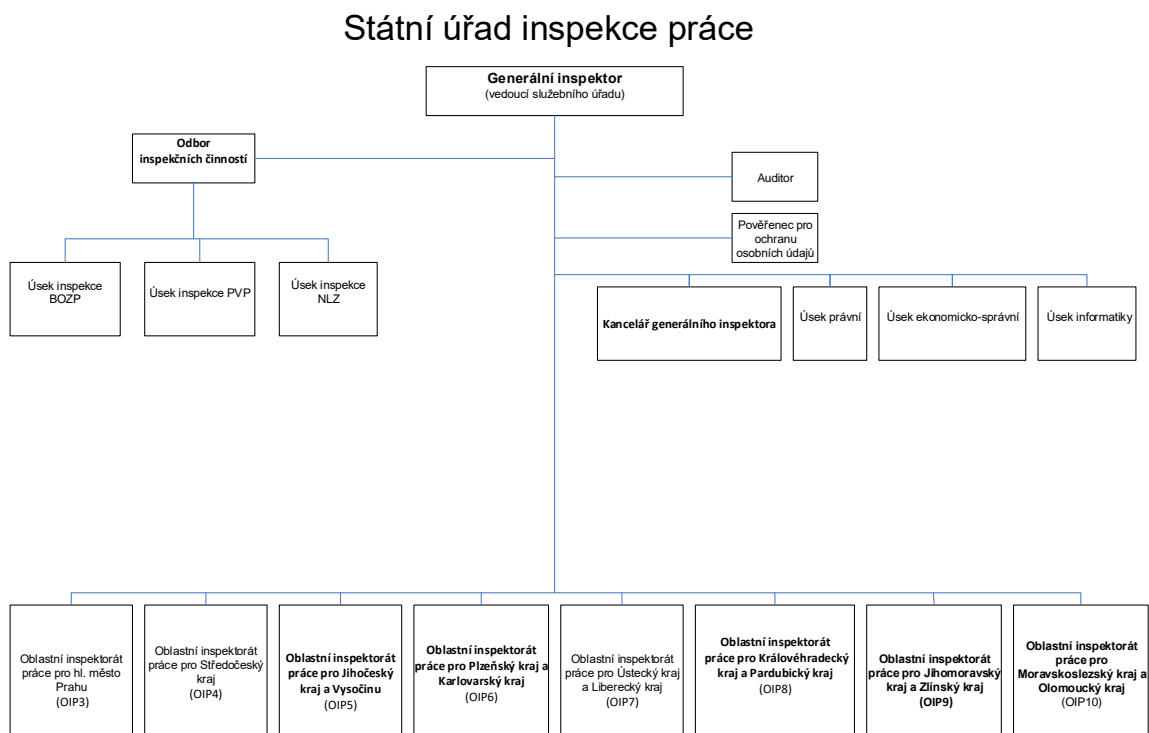 Státní úřad inspekce práce
Generální inspektor
(vedoucí služebního úřadu)
Odbor
inspekčních činností
Auditor
Pověřenec pro
ochranu
osobních údajů
Úsek inspekce
BOZP
Úsek inspekce PVP
Úsek inspekce
NLZ
Kancelář generálního inspektora
Úsek právní
Úsek ekonomicko-správní
Úsek informatiky
Oblastní inspektorát
práce pro hl. město
Prahu
(OIP3)
Oblastní inspektorát
práce pro Středočeský
kraj
(OIP4)
Oblastní inspektorát
práce pro Jihočeský
kraj a Vysočinu
(OIP5)
Oblastní inspektorát
práce pro Plzeňský kraj a
Karlovarský kraj
(OIP6)
Oblastní inspektorát
práce pro Ústecký kraj
a Liberecký kraj
(OIP7)
Oblastní inspektorát
práce pro Královéhradecký
kraj a Pardubický kraj
(OIP8)
Oblastní inspektorát
práce pro Jihomoravský
kraj a Zlínský kraj
(OIP9)
Oblastní inspektorát
práce pro
Moravskoslezský kraj a
Olomoucký kraj
(OIP10)